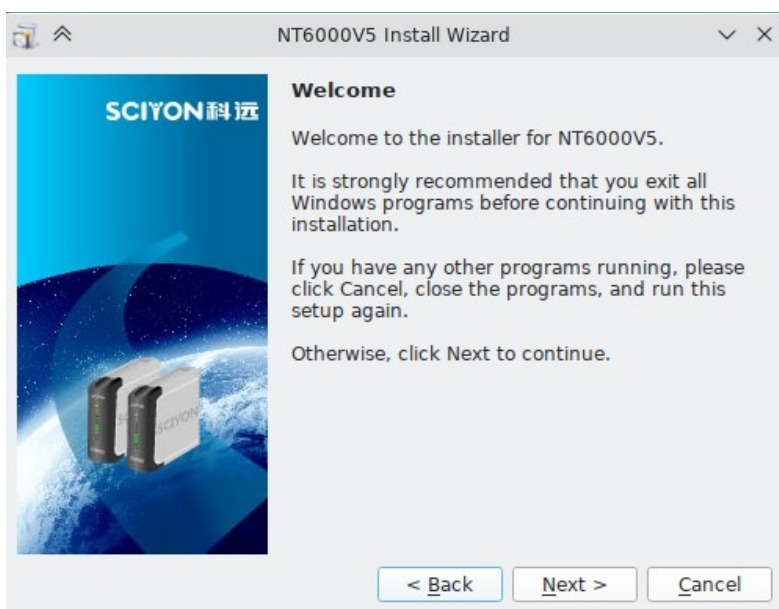 NT6000V5 Install Wizard
SCIYON科远
Welcome
Welcome to the installer for NT6000V5.
It is strongly recommended that you exit all
Windows programs before continuing with this
installation.
If you have any other programs running, please
click Cancel, close the programs, and run this
setup again.
Otherwise, click Next to continue.
SCIYON
< Back
Next >
Cancel